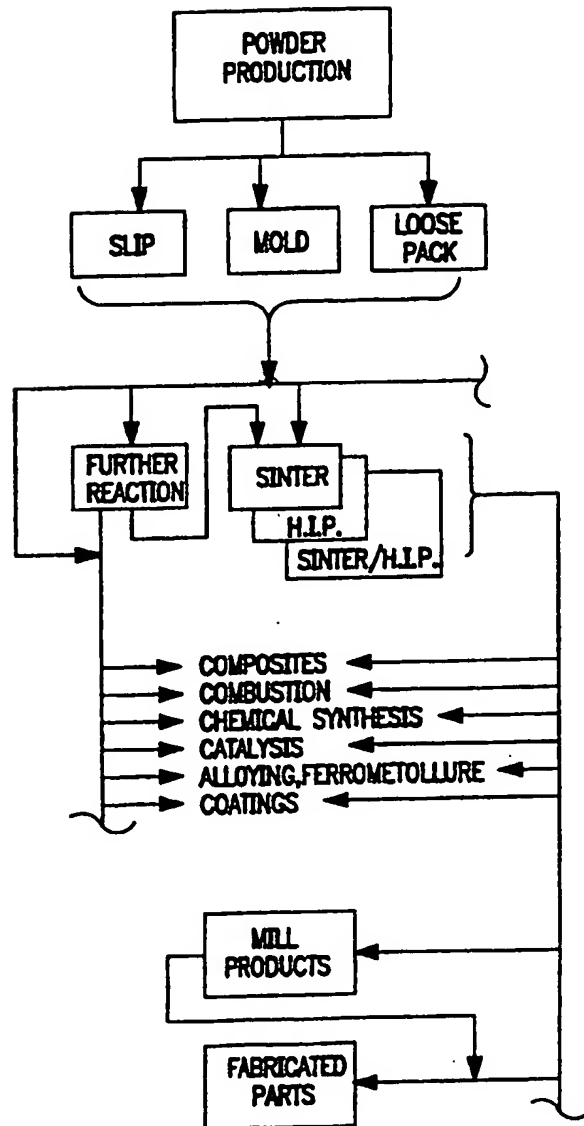 POWDER
PRODUCTION
SLIP
MOLD
LOOSE
PACK
FURTHER
REACTION
SINTER
H.I.P.
SINTER/H.I.P.
COMPOSITES
COMBUSTION
CHEMICAL SYNTHESIS
CATALYSIS
ALLOYING,FERROMETOLLURE
COATINGS
MILL
PRODUCTS
FABRICATED
PARTS